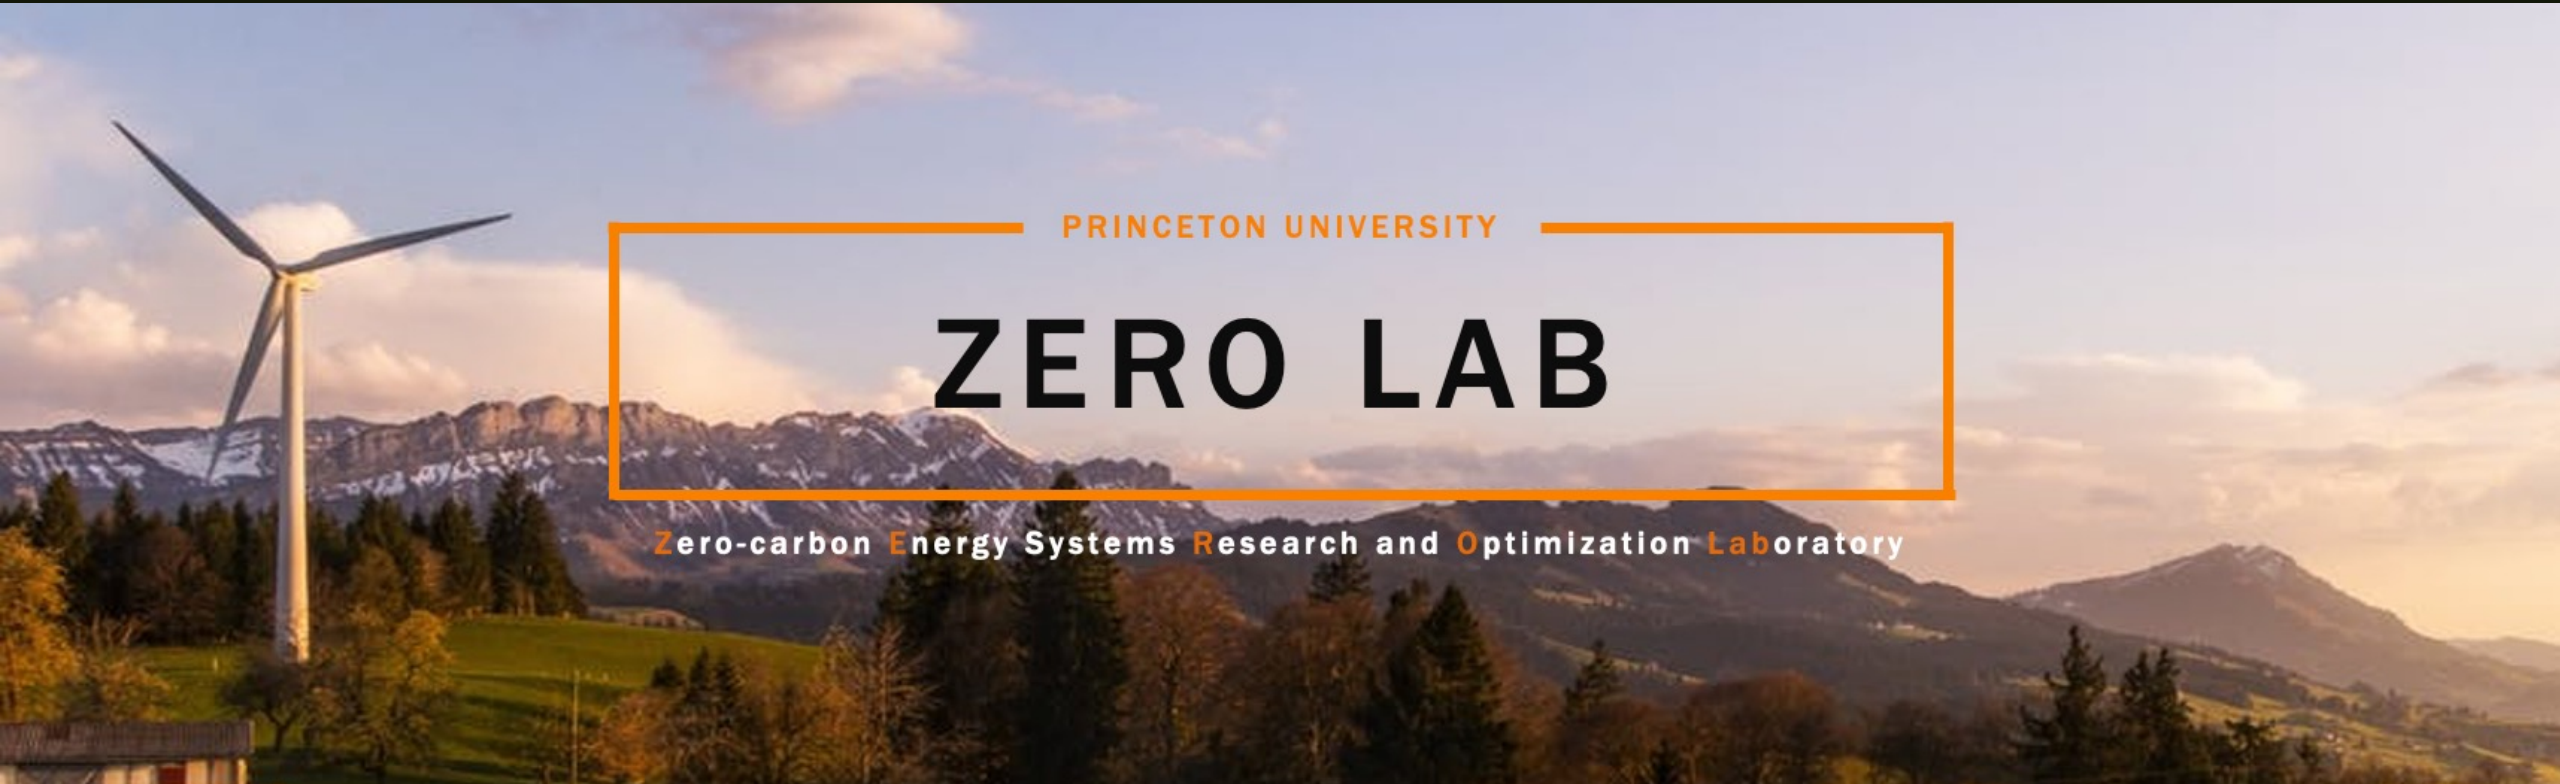 PRINCETON UNIVERSITY
ZERO LAB
Zero-carbon Energy Systems Research and Optimization Laboratory